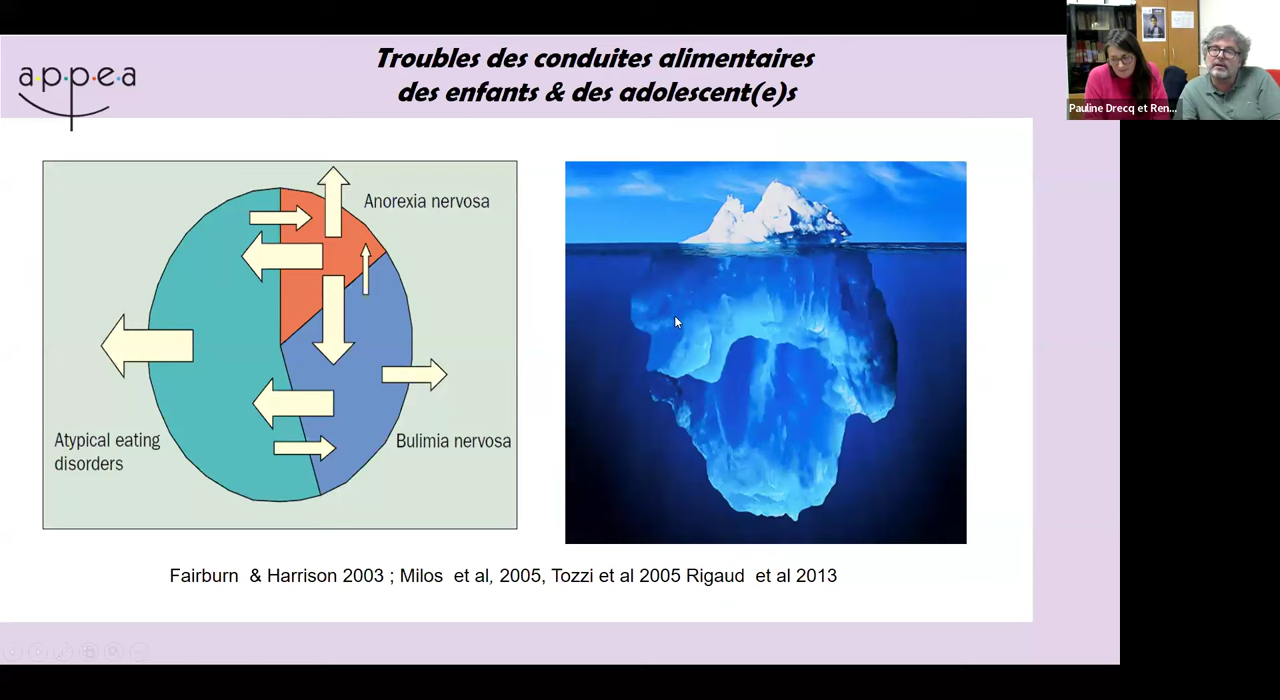 a.p.p.e.a
Troubles des conduites alimentaires
des enfants & des adolescent(e)s
Pauline Drecq et Ren...
Anorexia nervosa
Atypical eating
disorders
Bulimia nervosa
Fairburn & Harrison 2003 ; Milos et al, 2005, Tozzi et al 2005 Rigaud et al 2013